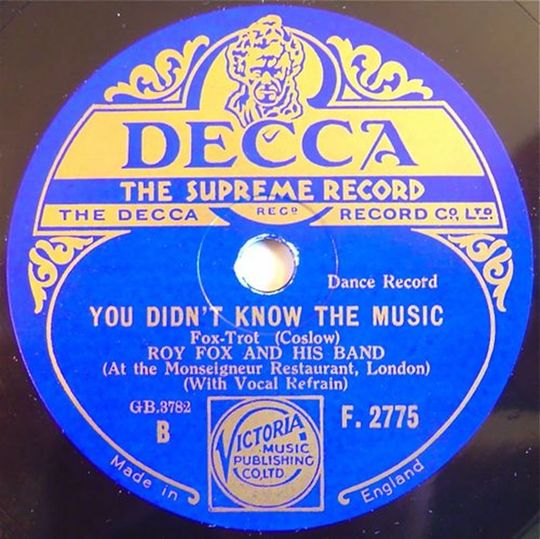 DECCA
THE SUPREME RECORD
THE DECCA REGD RECORD CO, LTD
Dance Record
YOU DIDN'T KNOW THE MUSIC
Fox-Trot (Coslow)
ROY FOX AND HIS BAND
(At the Monseigneur Restaurant, London)
(With Vocal Refrain)
GB.3782
B
F. 2775
VICTORIA
MUSIC
PUBLISHING
CO, LTD.
Made in England